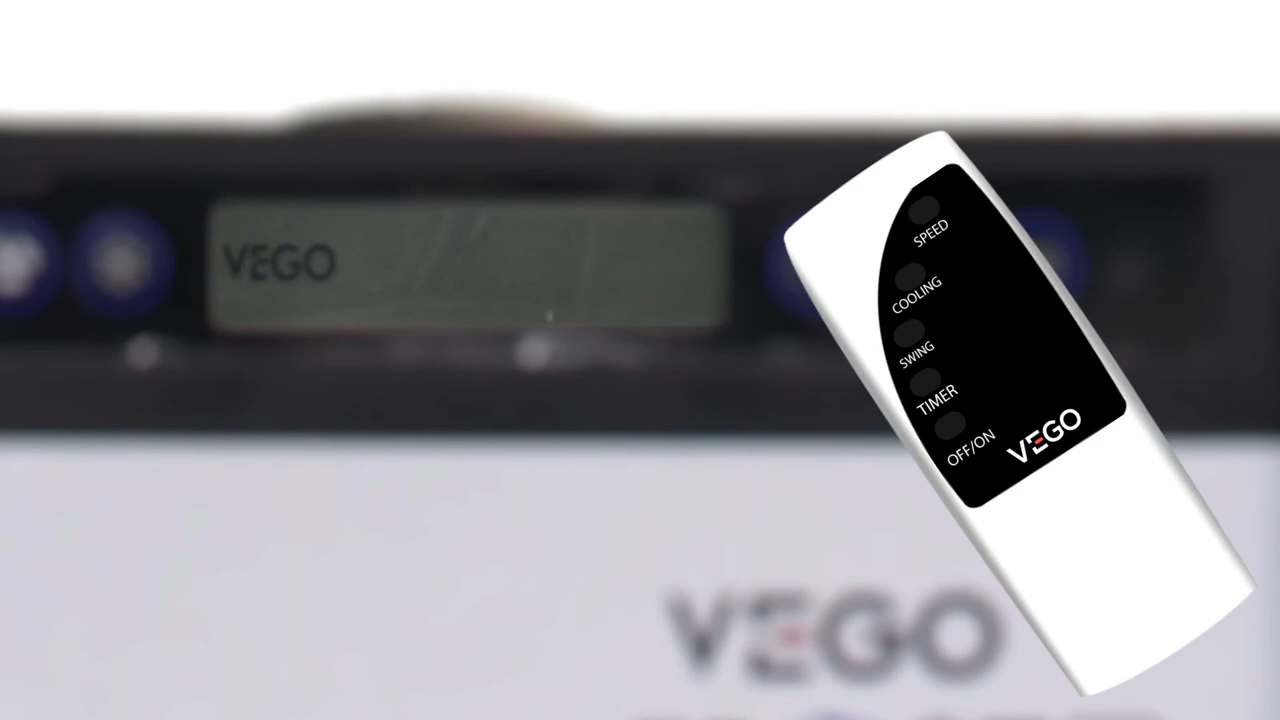 VEGO
SPEED
COOLING
SWING
TIMER
OFF/ON
VEGO
VEGO